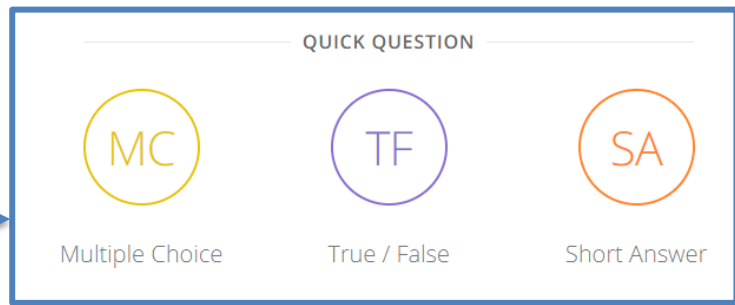 QUICK QUESTION
MC TF SA
Multiple Choice True / False Short Answer